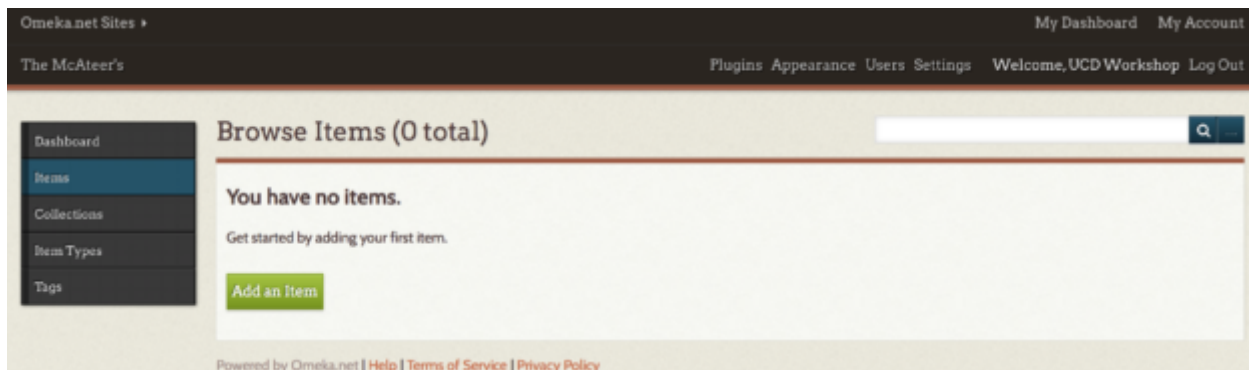 Omeka.net Sites ▸ My Dashboard My Account
The McAteer's Plugins Appearance Users Settings Welcome, UCD Workshop Log Out
Dashboard
Items
Collections
Item Types
Tags
Browse Items (0 total)
...
You have no items.
Get started by adding your first item.
Add an Item
Powered by Omeka.net | Help | Terms of Service | Privacy Policy